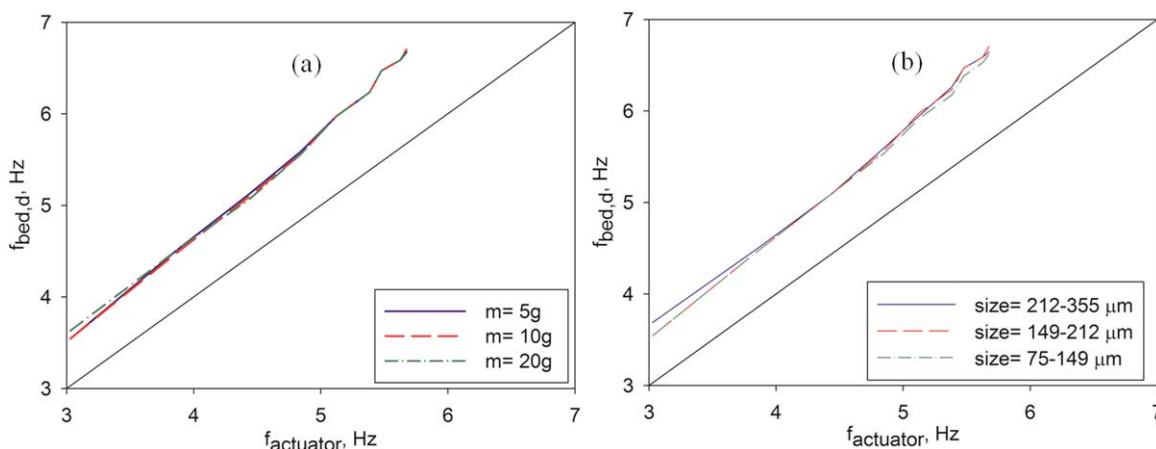 (a)
7
6
5
4
3
f_bed,d, Hz
m= 5g
m= 10g
m= 20g
3 4 5 6 7
f_actuator, Hz
(b)
7
6
5
4
3
f_bed,d, Hz
size= 212-355 μm
size= 149-212 μm
size= 75-149 μm
3 4 5 6 7
f_actuator, Hz